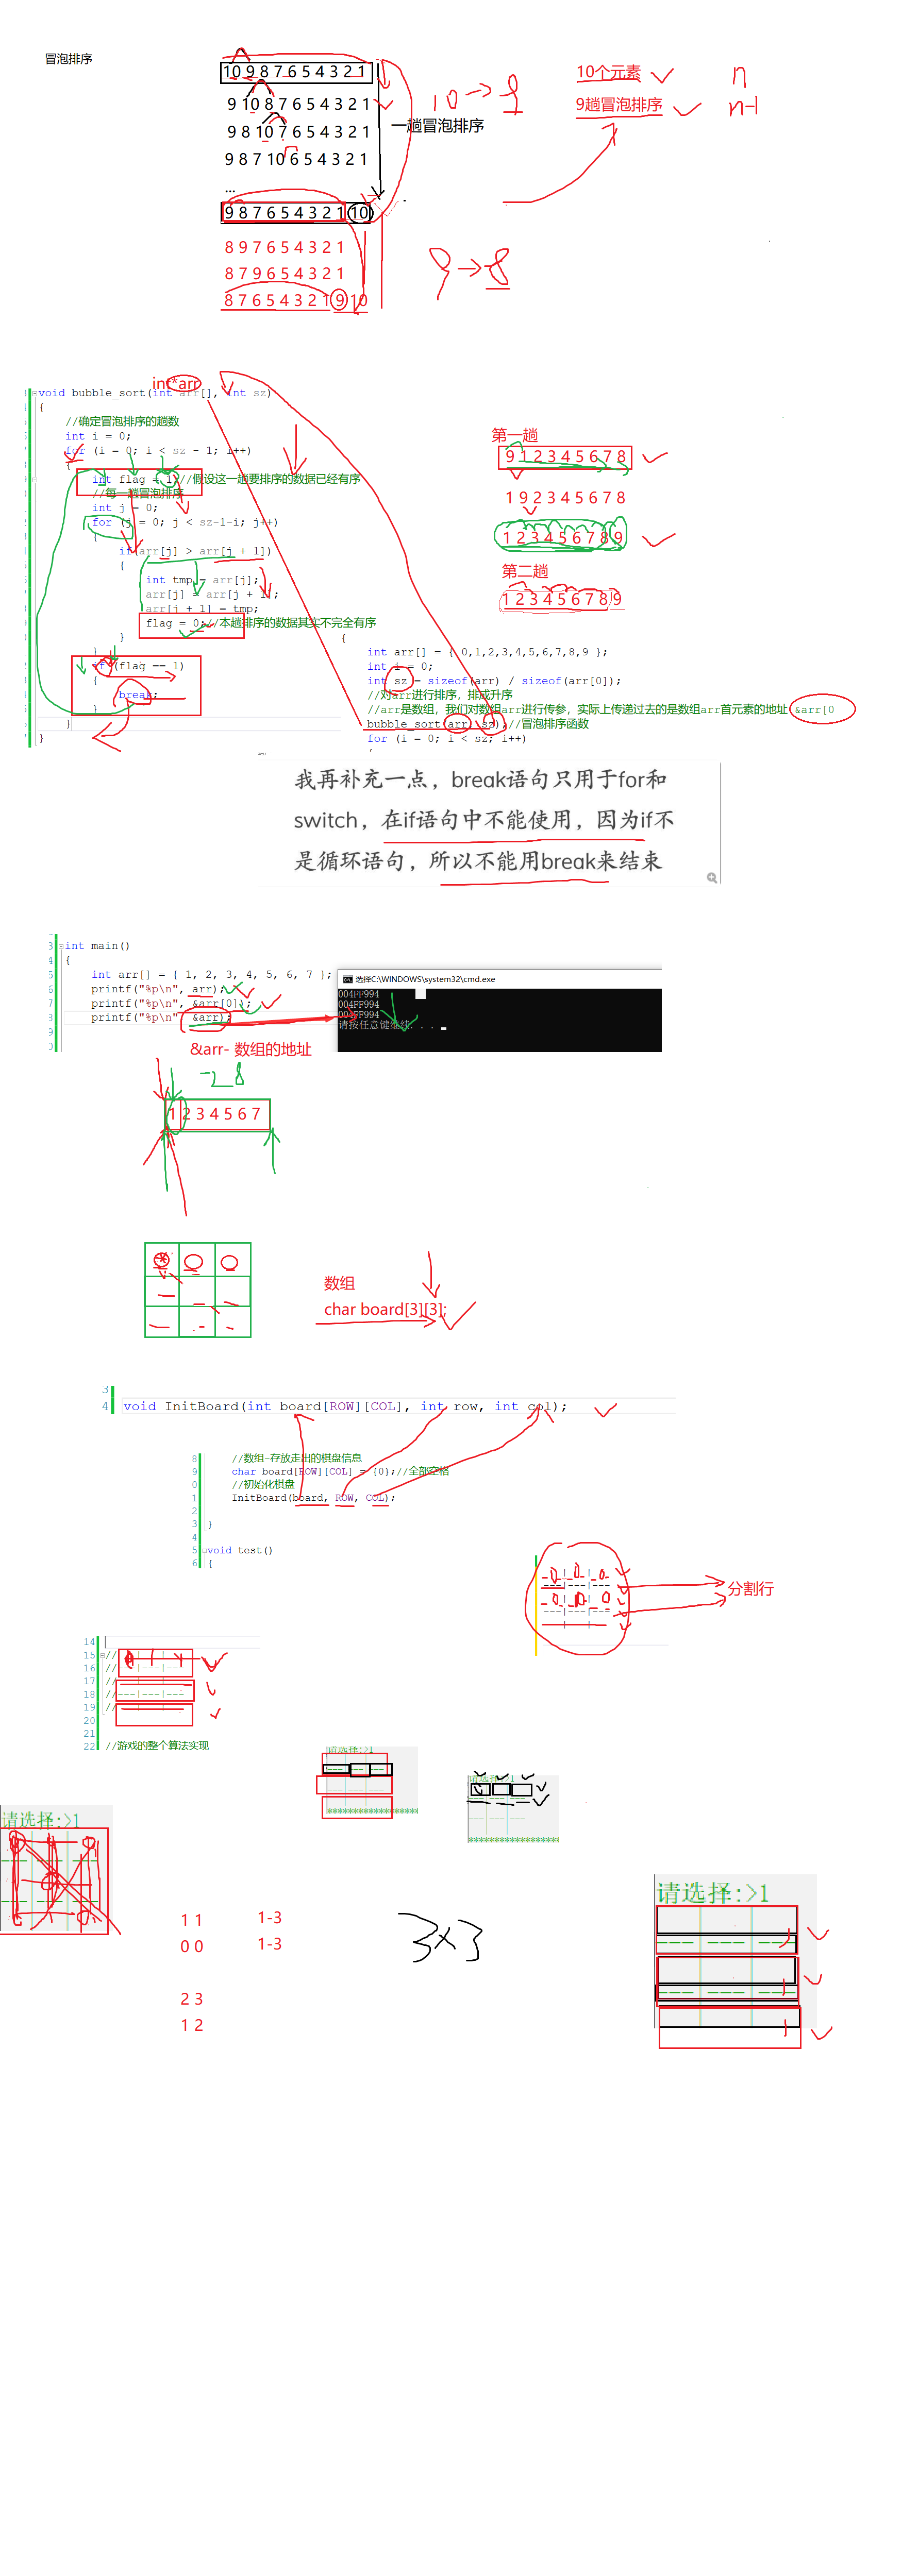 冒泡排序
10 9 8 7 6 5 4 3 2 1
9 10 8 7 6 5 4 3 2 1
9 8 10 7 6 5 4 3 2 1
9 8 7 10 6 5 4 3 2 1
...
9 8 7 6 5 4 3 2 1 10
8 9 7 6 5 4 3 2 1
8 7 9 6 5 4 3 2 1
8 7 6 5 4 3 2 1 9 10
一趟冒泡排序
10个元素
n
9趟冒泡排序
n-1
int*arr
void bubble_sort(int arr[], int sz)
{
//确定冒泡排序的趟数
int i = 0;
for (i = 0; i < sz - 1; i++)
{
int flag = 1;//假设这一趟要排序的数据已经有序
//每一趟冒泡排序
int j = 0;
for (j = 0; j < sz-1-i; j++)
{
if(arr[j] > arr[j + 1])
{
int tmp = arr[j];
arr[j] = arr[j + 1];
arr[j + 1] = tmp;
flag = 0;//本趟排序的数据其实不完全有序
}
}
if (flag == 1)
{
break;
}
}
}
第一趟
9 1 2 3 4 5 6 7 8
1 9 2 3 4 5 6 7 8
1 2 3 4 5 6 7 8 9
第二趟
1 2 3 4 5 6 7 8 9
{
int arr[] = { 0,1,2,3,4,5,6,7,8,9 };
int i = 0;
int sz = sizeof(arr) / sizeof(arr[0]);
//对arr进行排序，排成升序
//arr是数组，我们对数组arr进行传参，实际上传递过去的是数组arr首元素的地址 &arr[0
bubble_sort(arr, sz);//冒泡排序函数
for (i = 0; i < sz; i++)
我再补充一点，break语句只用于for和
switch，在if语句中不能使用，因为if不
是循环语句，所以不能用break来结束
int main()
{
int arr[] = { 1, 2, 3, 4, 5, 6, 7 };
printf("%p\n", arr);
printf("%p\n", &arr[0]);
printf("%p\n", &arr);
选择C:\WINDOWS\system32\cmd.exe
004FF994
004FF994
004FF994
请按任意键继续. . .
&arr- 数组的地址
28
1 2 3 4 5 6 7
数组
char board[3][3];
3
4 void InitBoard(int board[ROW][COL], int row, int col);
8 //数组-存放走出的棋盘信息
9 char board[ROW][COL] = {0};//全部空格
0 //初始化棋盘
1 InitBoard(board, ROW, COL);
2
3 }
4
5 void test()
6 {
分割行
14
15 //
16 //---|---|---
17 //
18 //---|---|---
19 //
20
21
22 //游戏的整个算法实现
请选择:>1
请选择:>1
请选择:>1
请选择:>1
1 1
0 0
1-3
1-3
2 3
1 2
3×3